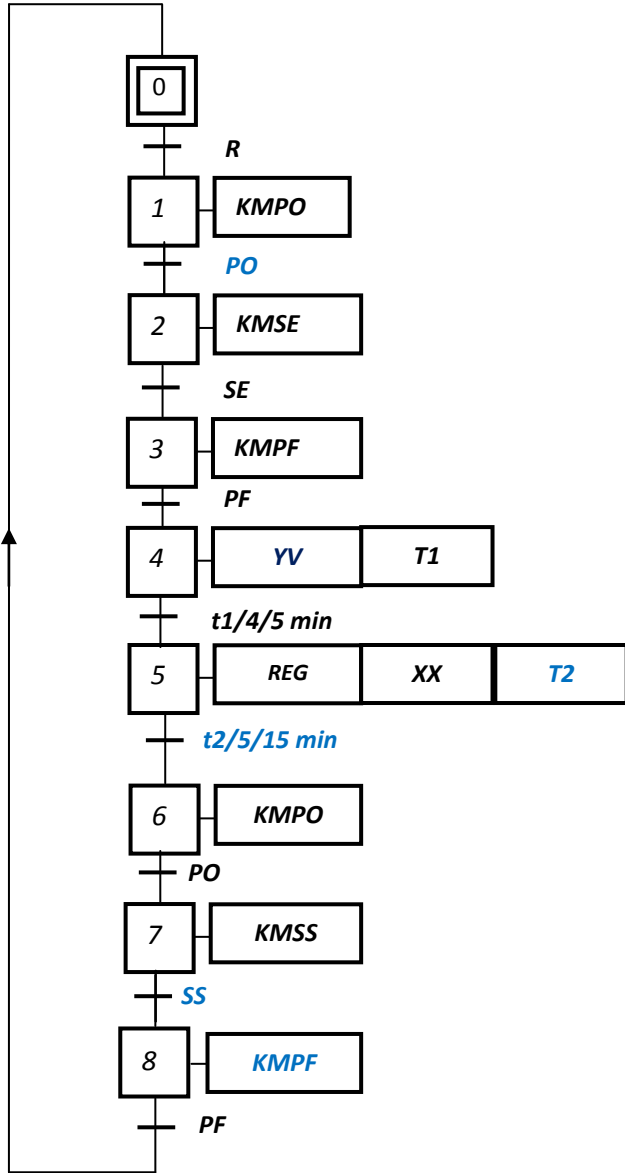 0
R
1 KMPO
PO
2 KMSE
SE
3 KMPF
PF
4 YV T1
t1/4/5 min
5 REG XX T2
t2/5/15 min
6 KMPO
PO
7 KMSS
SS
8 KMPF
PF